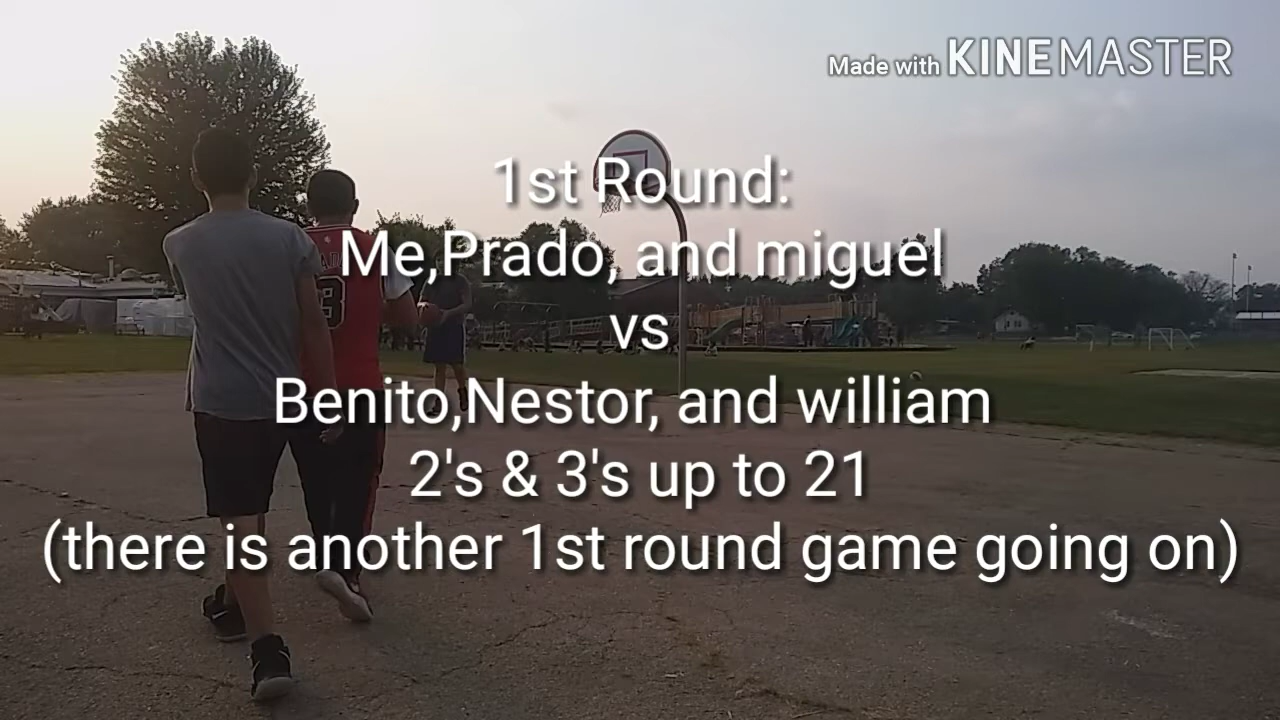 Made with KINEMASTER
1st Round:
Me,Prado, and miguel
vs
Benito,Nestor, and william
2's & 3's up to 21
(there is another 1st round game going on)
3